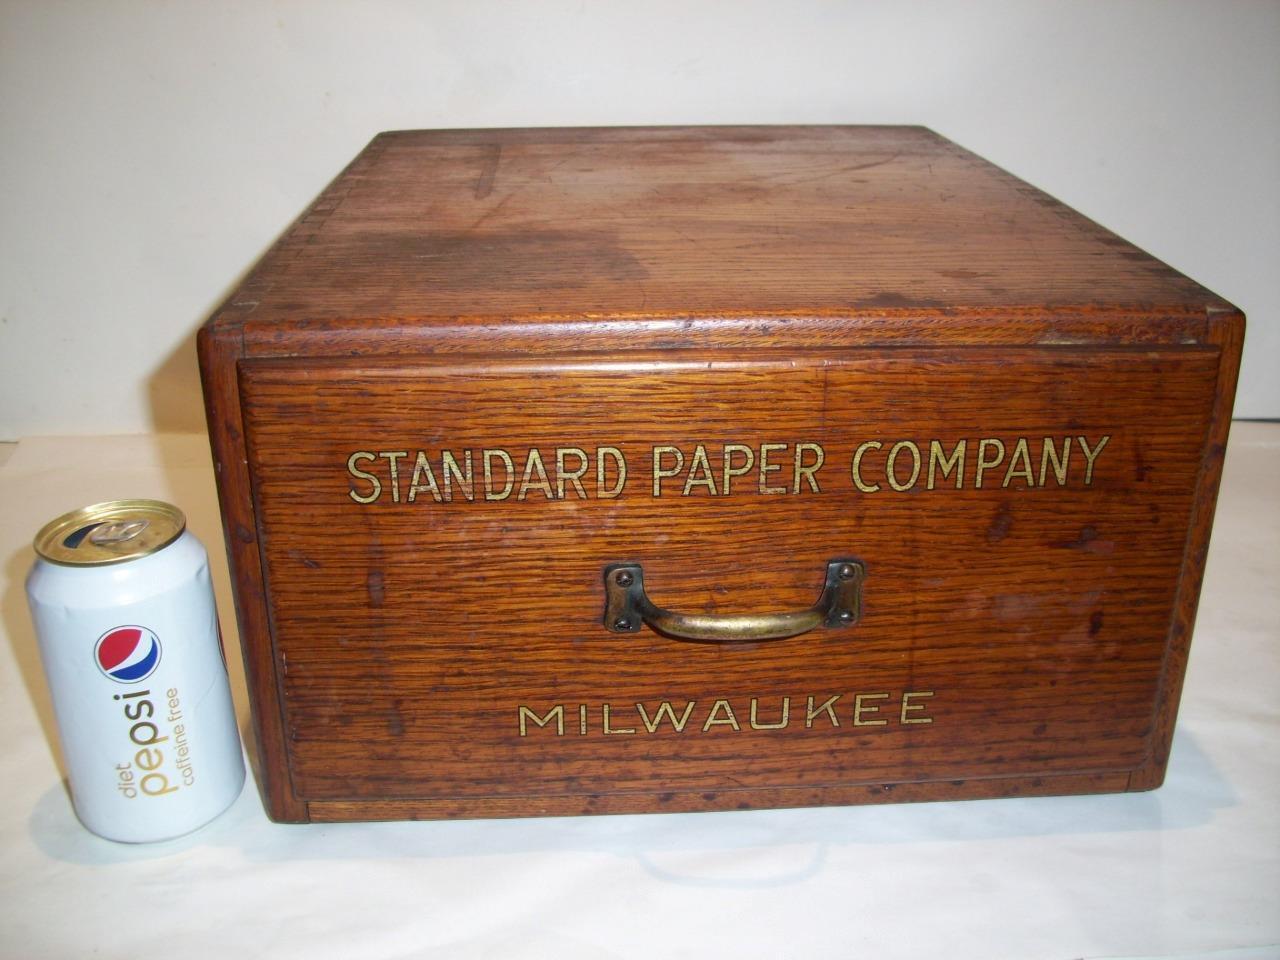 STANDARD PAPER COMPANY
MILWAUKEE
diet
pepsi
caffeine free